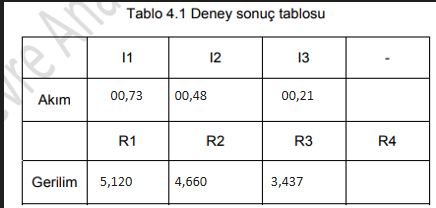 Tablo 4.1 Deney sonuç tablosu
I1 I2 I3 -
Akım 00,73 00,48 00,21
R1 R2 R3 R4
Gerilim 5,120 4,660 3,437